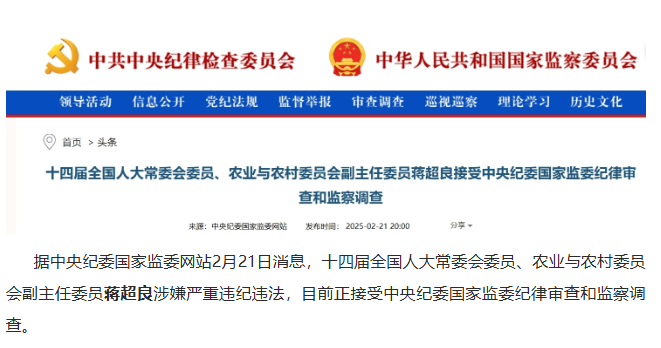 中共中央纪律检查委员会 中华人民共和国国家监察委员会
领导活动 信息公开 党纪法规 监督举报 审查调查 巡视巡察 理论学习 历史文化
首页 > 头条
十四届全国人大常委会委员、农业与农村委员会副主任委员蒋超良接受中央纪委国家监委纪律审
查和监察调查
来源：中央纪委国家监委网站 发布时间：2025-02-21 20:00 分享
据中央纪委国家监委网站2月21日消息，十四届全国人大常委会委员、农业与农村委员
会副主任委员蒋超良涉嫌严重违纪违法，目前正接受中央纪委国家监委纪律审查和监察调
查。